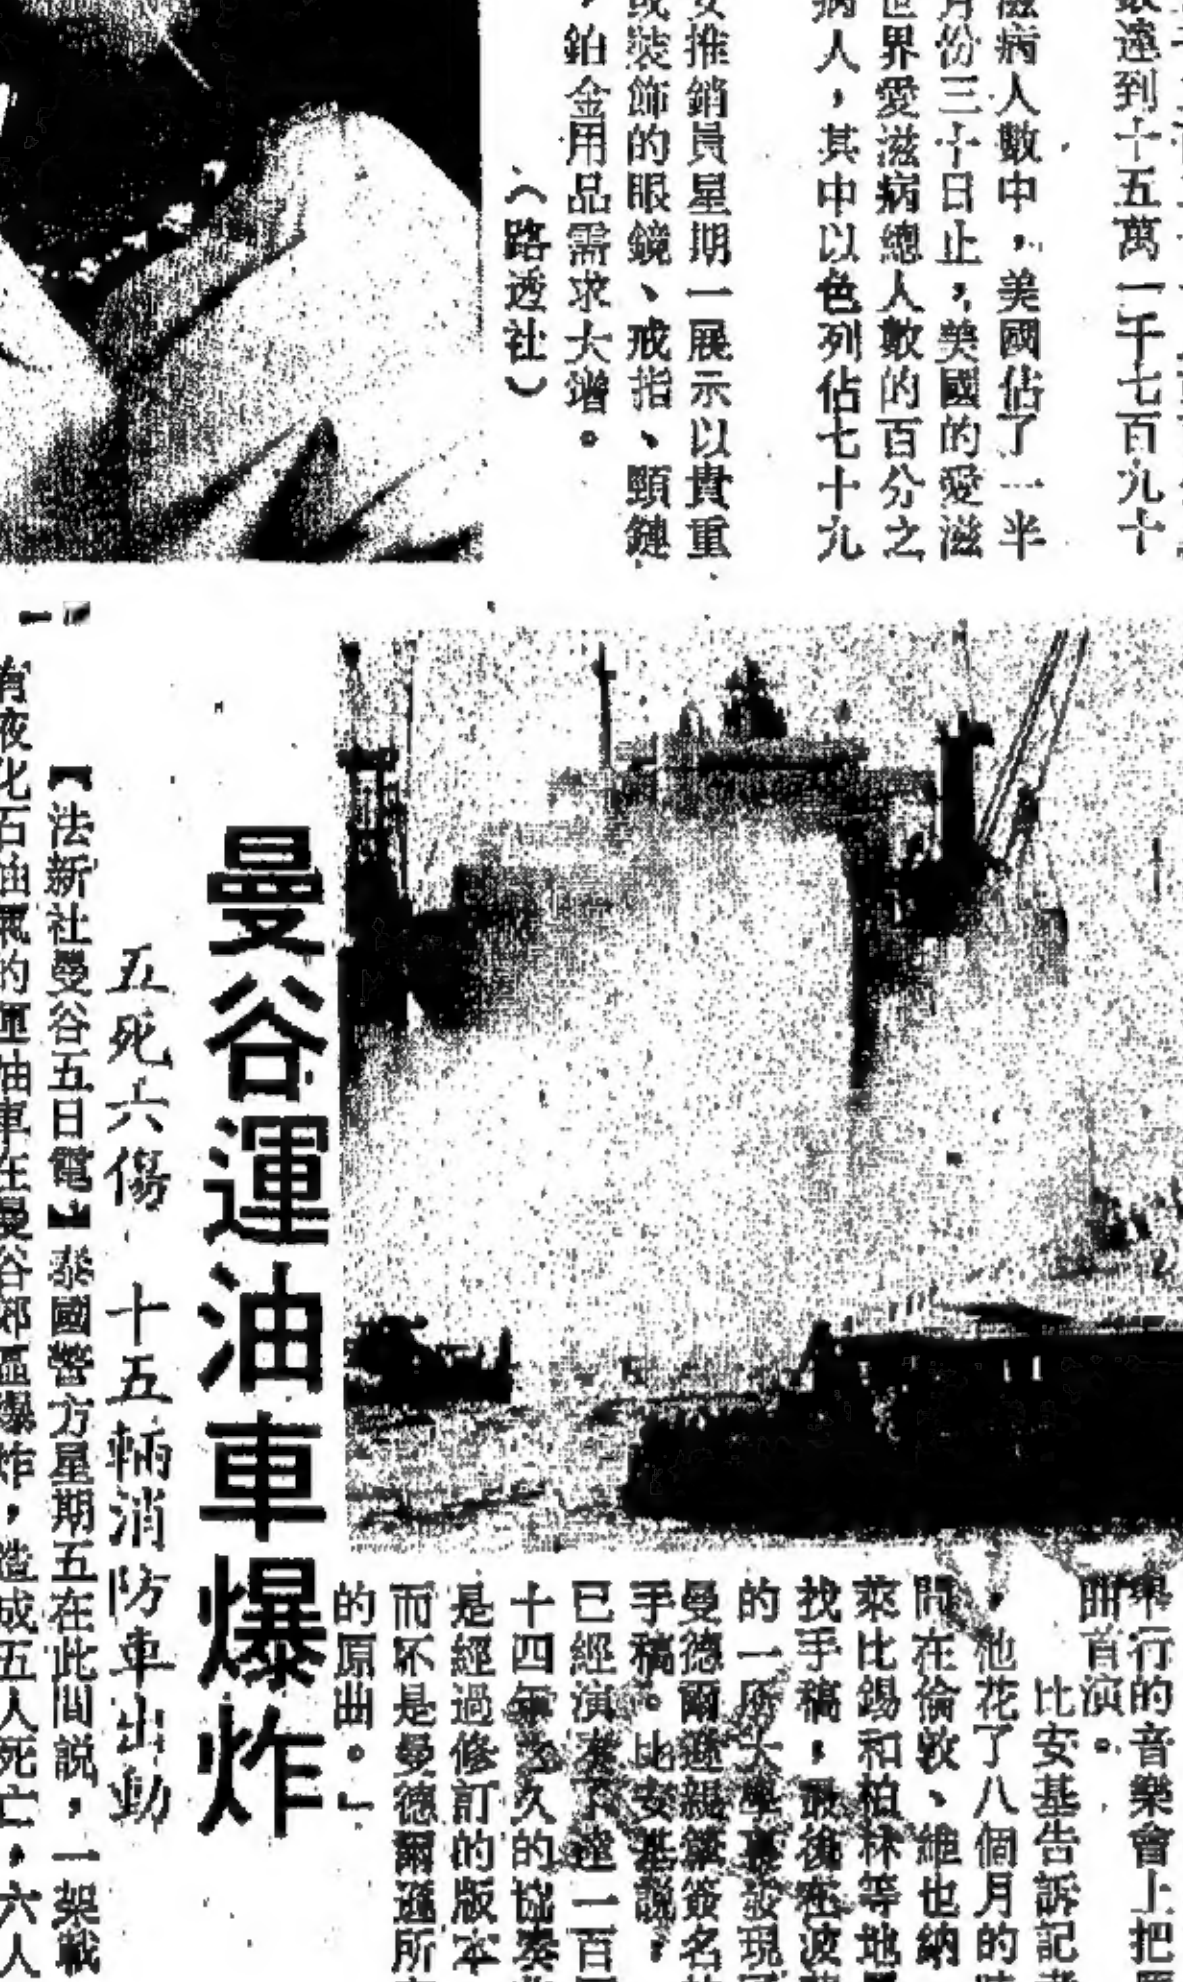 最遠到十五萬一千七百九十
滋病人數中，美國佔了一半
月份三十日止，美國的愛滋
世界愛滋病總人數的百分之
病人，其中以色列佔七十九
女推銷員星期一展示以貴重
或裝飾的眼鏡、戒指、頸鏈
，鉑金用品需求大增。
（路透社）
舉行的音樂會上把
曲首演。
比安基告訴記者
，他花了八個月的時
間在倫敦、維也納
萊比錫和柏林等地
找手稿，最後在波
的一所大學裏發現
曼德爾遜親筆簽名
手稿。比安基說，
已經演奏了達一百
十四年之久的協奏
是經過修訂的版本
而不是曼德爾遜所
的原曲。」
曼谷運油車爆炸
五死六傷 十五輛消防車出動
【法新社曼谷五日電】泰國警方星期五在此間説，一架載
有液化石油氣的運油車在曼谷郊區爆炸，造成五人死亡，六人